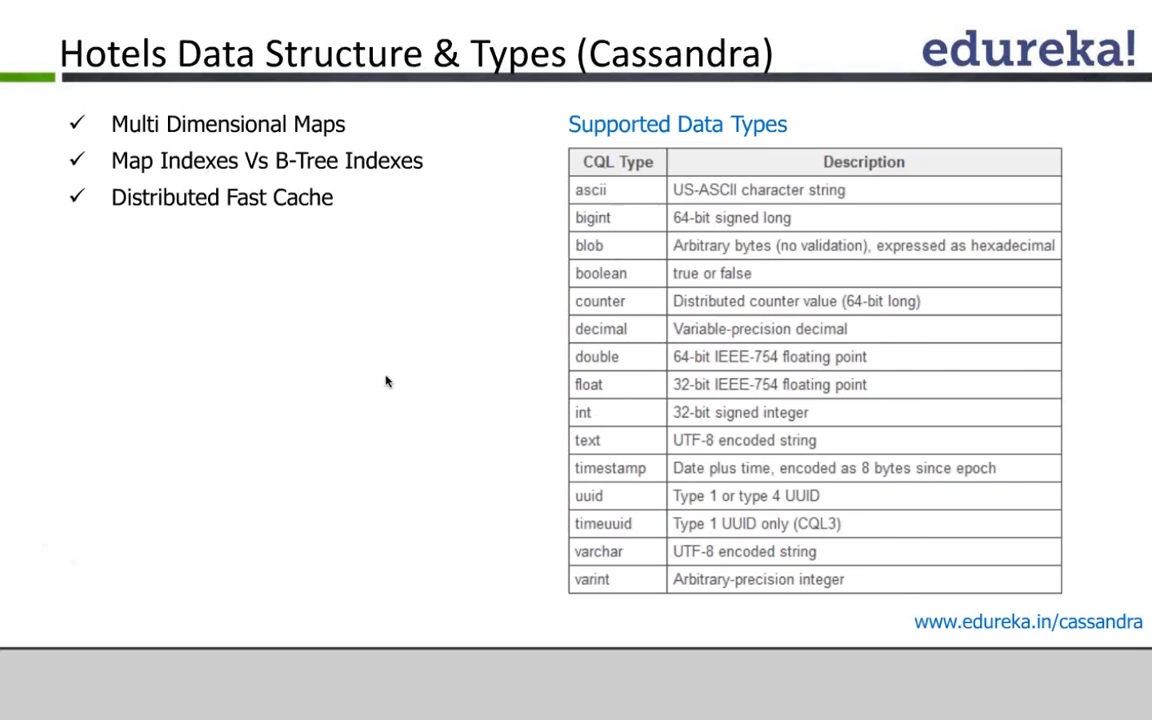 Hotels Data Structure & Types (Cassandra)
edureka!
✓ Multi Dimensional Maps
✓ Map Indexes Vs B-Tree Indexes
✓ Distributed Fast Cache
Supported Data Types
CQL Type Description
ascii US-ASCII character string
bigint 64-bit signed long
blob Arbitrary bytes (no validation), expressed as hexadecimal
boolean true or false
counter Distributed counter value (64-bit long)
decimal Variable-precision decimal
double 64-bit IEEE-754 floating point
float 32-bit IEEE-754 floating point
int 32-bit signed integer
text UTF-8 encoded string
timestamp Date plus time, encoded as 8 bytes since epoch
uuid Type 1 or type 4 UUID
timeuuid Type 1 UUID only (CQL3)
varchar UTF-8 encoded string
varint Arbitrary-precision integer
www.edureka.in/cassandra